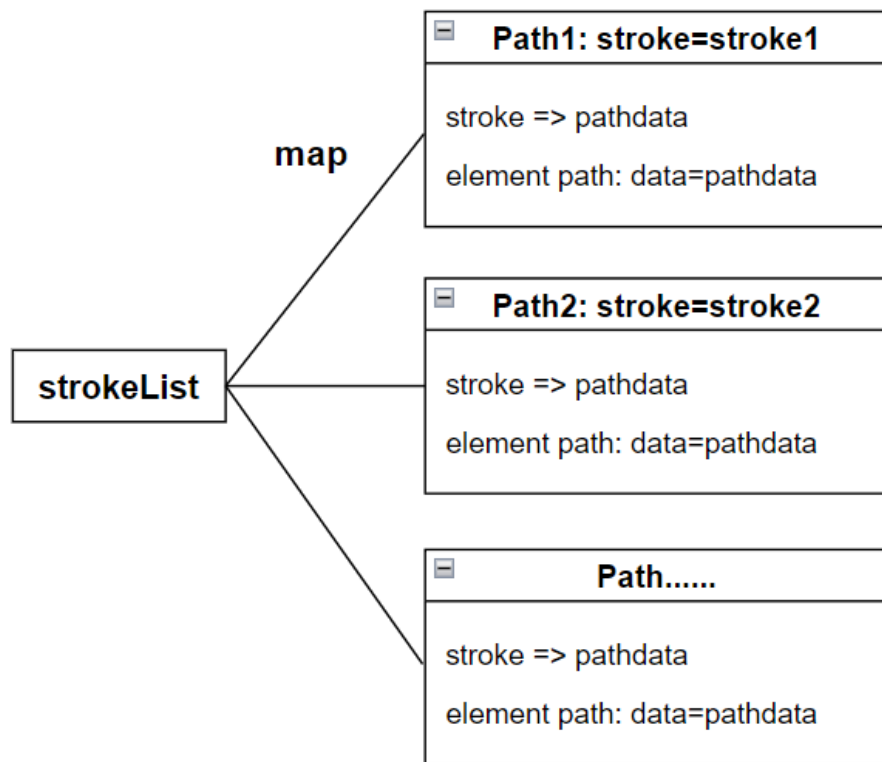 Path1: stroke=stroke1
stroke => pathdata
element path: data=pathdata
map
Path2: stroke=stroke2
stroke => pathdata
element path: data=pathdata
strokeList
Path......
stroke => pathdata
element path: data=pathdata